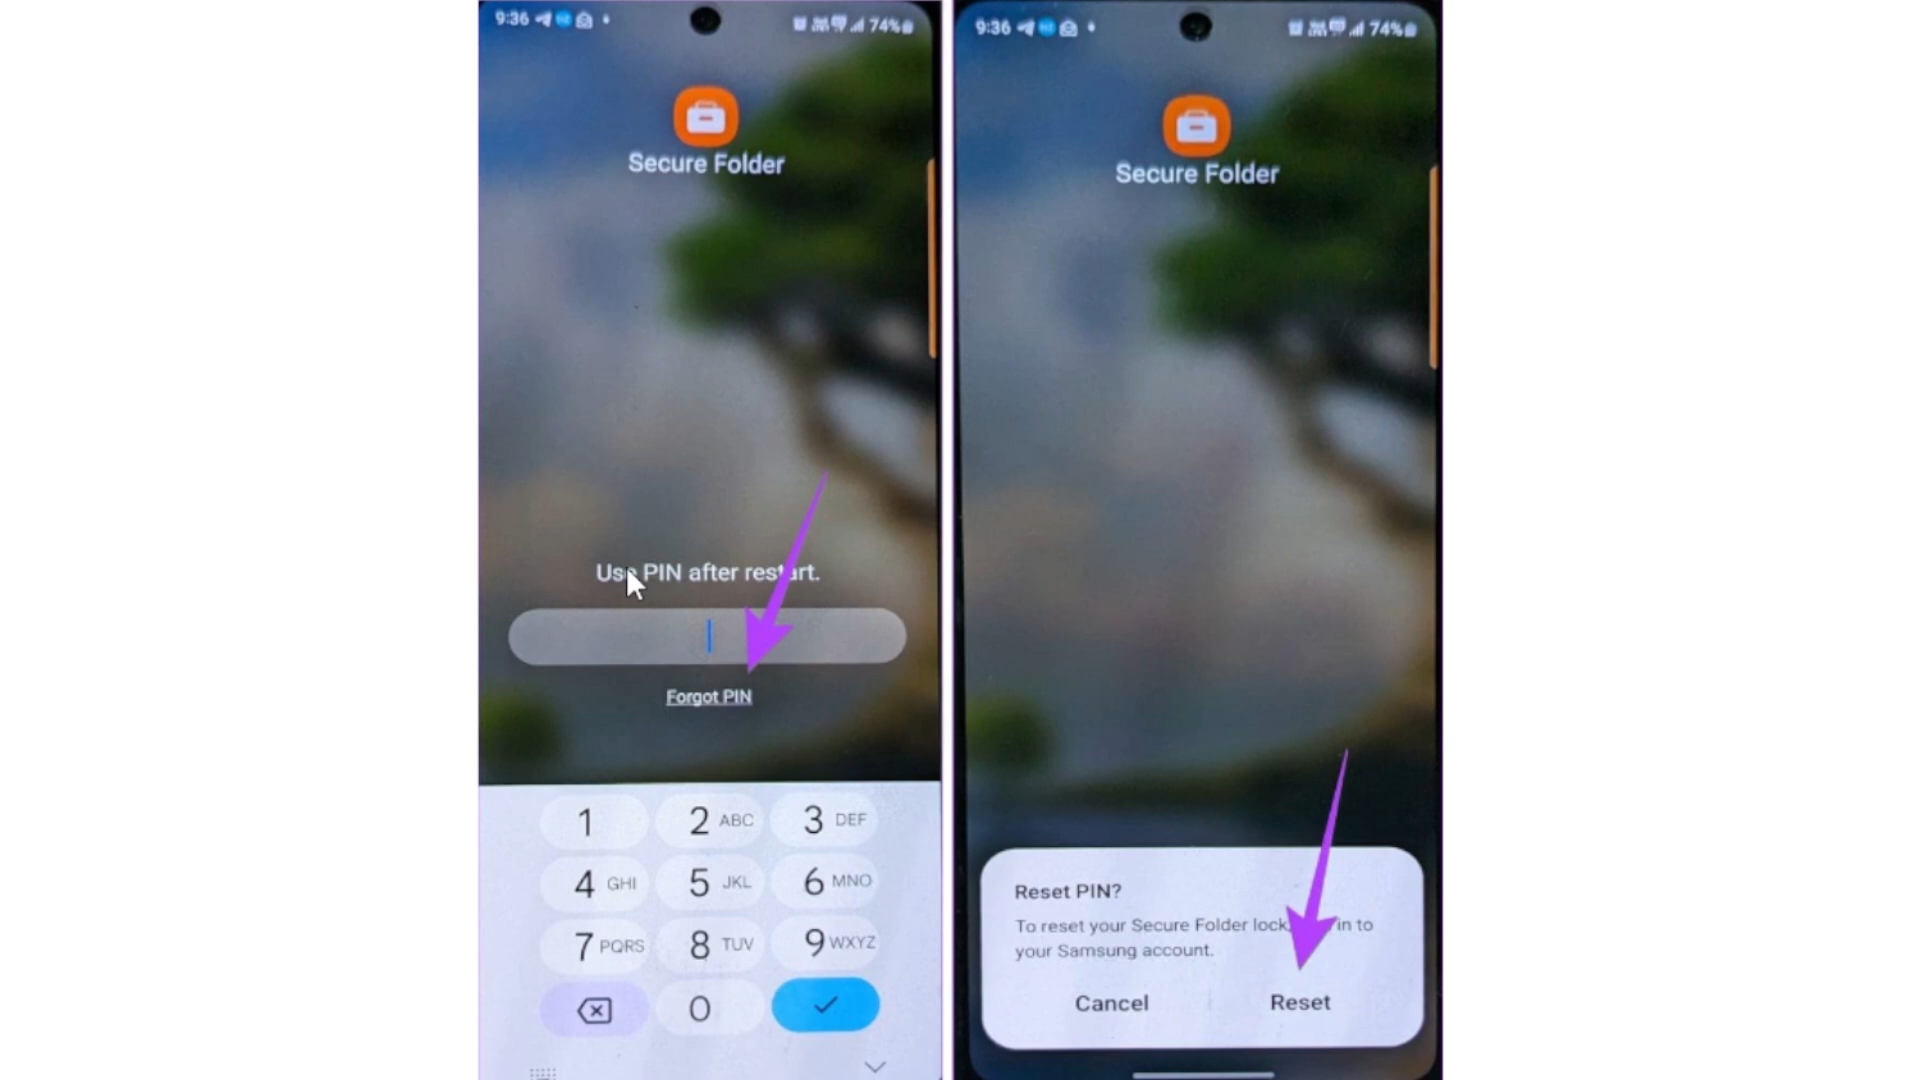 9:36
74%
Secure Folder
Use PIN after restart.
Forgot PIN
1
2 ABC
3 DEF
4 GHI
5 JKL
6 MNO
7 PQRS
8 TUV
9 WXYZ
0
9:36
74%
Secure Folder
Reset PIN?
To reset your Secure Folder lock, in to
your Samsung account.
Cancel
Reset